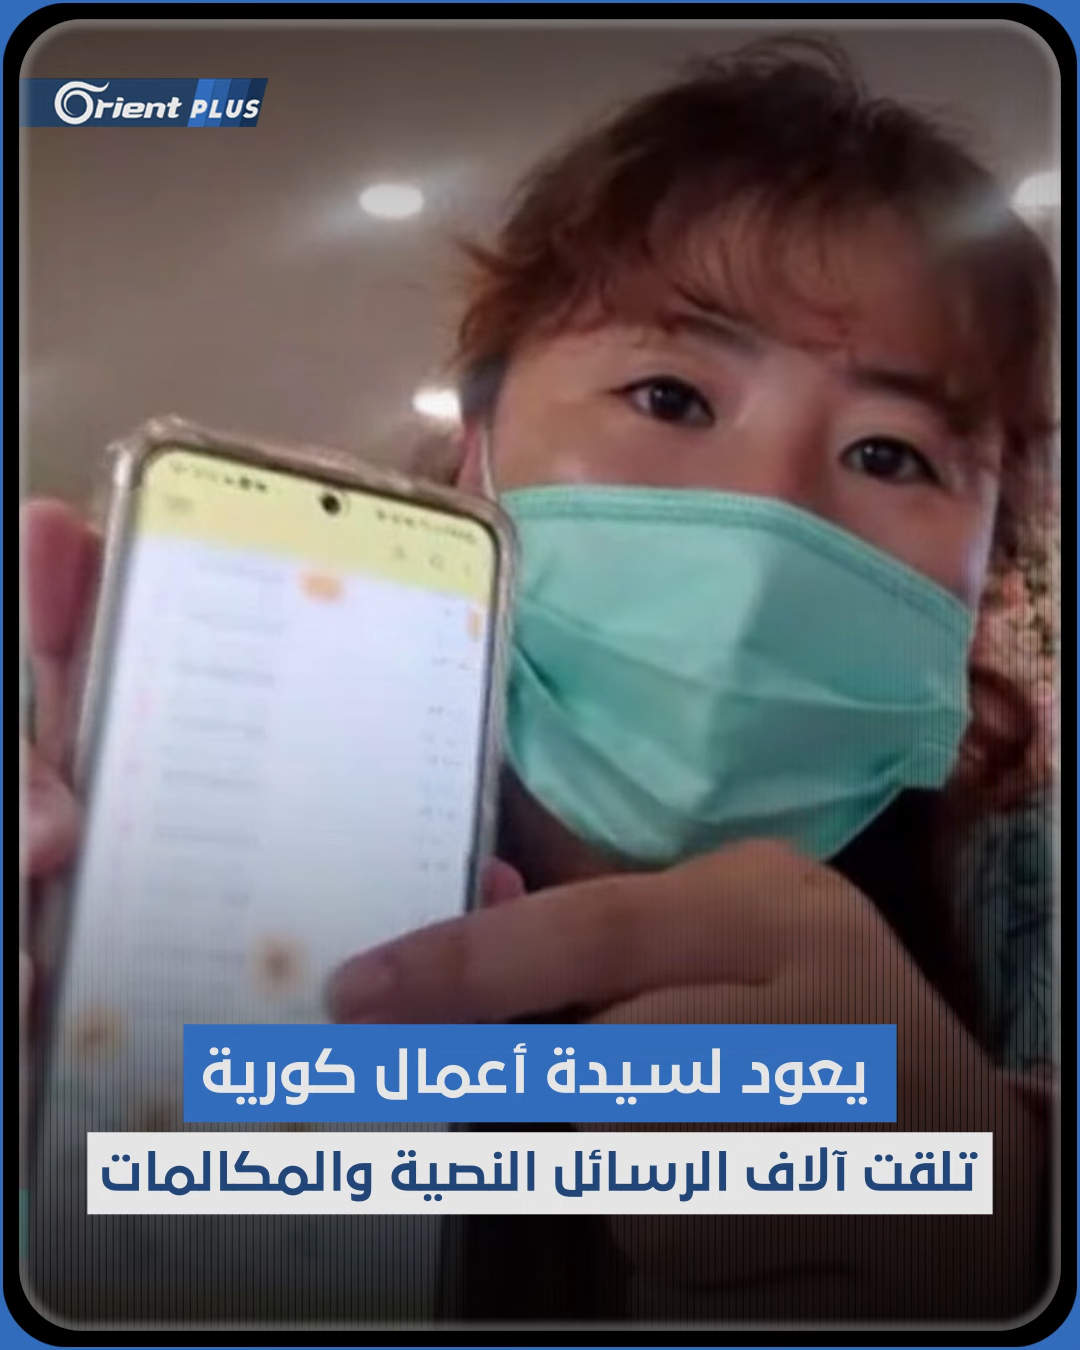 Orient PLUS
يعود لسيدة أعمال كورية
تلقت آلاف الرسائل النصية والمكالمات